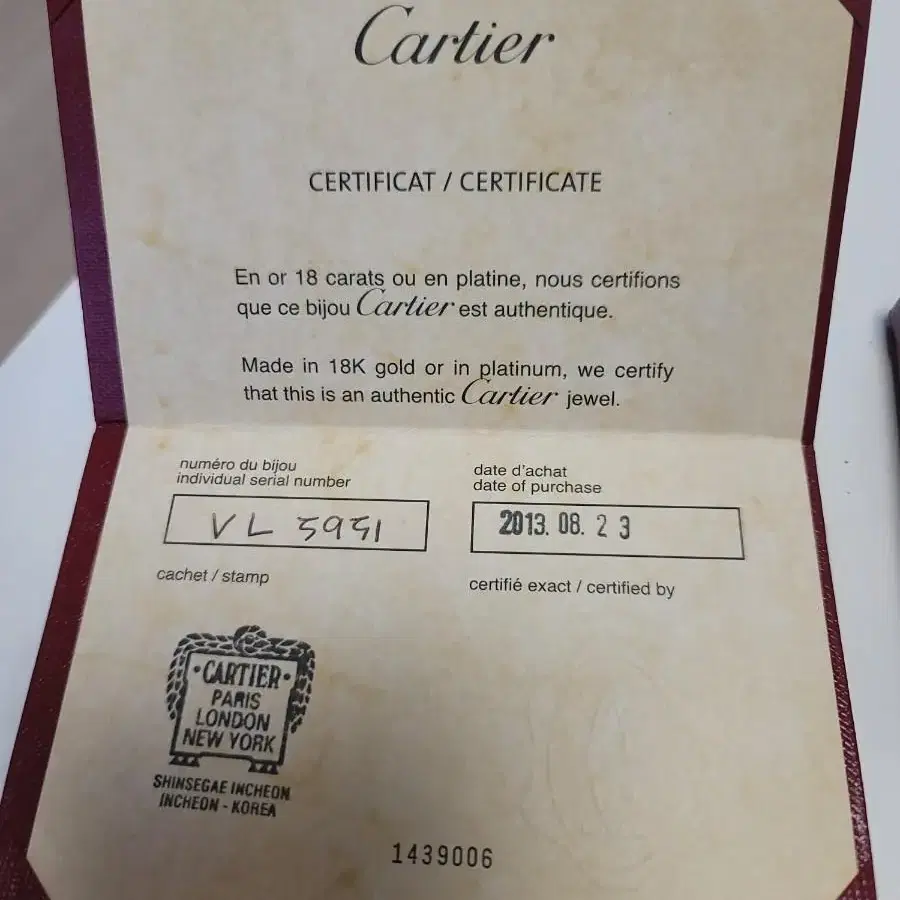 Cartier
CERTIFICAT / CERTIFICATE
En or 18 carats ou en platine, nous certifions
que ce bijou Cartier est authentique.
Made in 18K gold or in platinum, we certify
that this is an authentic Cartier jewel.
numéro du bijou
individual serial number
VL 5951
date d'achat
date of purchase
2013. 08. 2 3
cachet / stamp
certifié exact / certified by
·CARTIER·
PARIS
LONDON
NEW YORK
SHINSEGAE INCHEON
INCHEON - KOREA
1439006